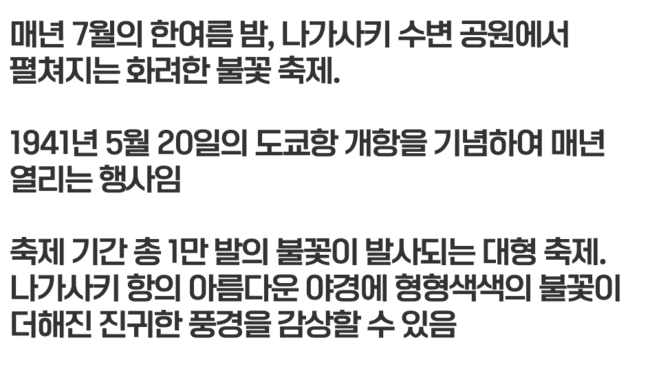 매년 7월의 한여름 밤, 나가사키 수변 공원에서
펼쳐지는 화려한 불꽃 축제.
1941년 5월 20일의 도쿄항 개항을 기념하여 매년
열리는 행사임
축제 기간 총 1만 발의 불꽃이 발사되는 대형 축제.
나가사키 항의 아름다운 야경에 형형색색의 불꽃이
더해진 진귀한 풍경을 감상할 수 있음